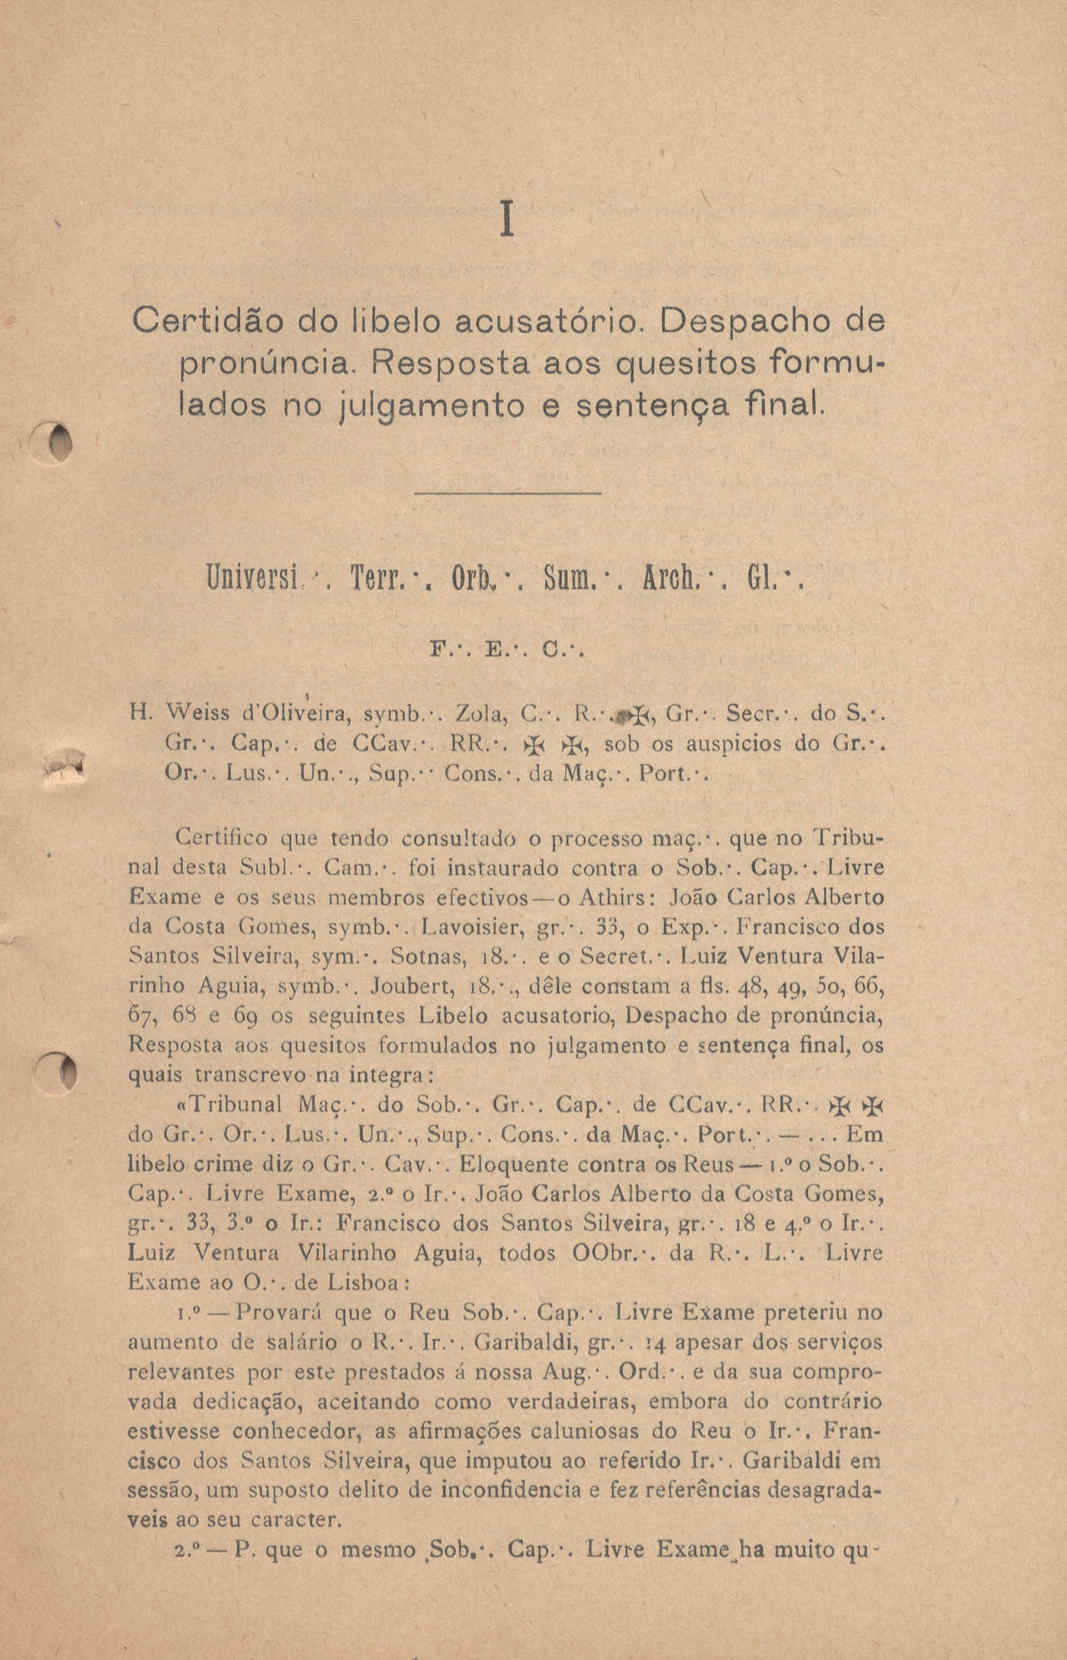 I
Certidão do libelo acusatório. Despacho de
pronúncia. Resposta aos quesitos formu-
lados no julgamento e sentença final.
Universi.·. Terr.·. Orb.·. Sum.·. Arch.·. Gl.·.
F.·. E.·. C.·.
H. Weiss d'Oliveira, symb.·. Zola, C.·. R.·. ✠, Gr.·. Secr.·. do S.·.
Gr.·. Cap.·. de CCav.·. RR.·. ✠ ✠, sob os auspicios do Gr.·.
Or.·. Lus.·. Un.·., Sup.·. Cons.·. da Maç.·. Port.·.
Certifico que tendo consultado o processo maç.·. que no Tribu-
nal desta Subl.·. Cam.·. foi instaurado contra o Sob.·. Cap.·. Livre
Exame e os seus membros efectivos—o Athirs: João Carlos Alberto
da Costa Gomes, symb.·. Lavoisier, gr.·. 33, o Exp.·. Francisco dos
Santos Silveira, sym.·. Sotnas, 18.·. e o Secret.·. Luiz Ventura Vila-
rinho Aguia, symb.·. Joubert, 18.·., dêle constam a fls. 48, 49, 50, 66,
67, 68 e 69 os seguintes Libelo acusatorio, Despacho de pronúncia,
Resposta aos quesitos formulados no julgamento e sentença final, os
quais transcrevo na integra:
«Tribunal Maç.·. do Sob.·. Gr.·. Cap.·. de CCav.·. RR.·. ✠ ✠
do Gr.·. Or.·. Lus.·. Un.·., Sup.·. Cons.·. da Maç.·. Port.·. — ... Em
libelo crime diz o Gr.·. Cav.·. Eloquente contra os Reus — 1.º o Sob.·.
Cap.·. Livre Exame, 2.º o Ir.·. João Carlos Alberto da Costa Gomes,
gr.·. 33, 3.º o Ir.: Francisco dos Santos Silveira, gr.·. 18 e 4.º o Ir.·.
Luiz Ventura Vilarinho Aguia, todos OObr.·. da R.·. L.·. Livre
Exame ao O.·. de Lisboa:
1.º — Provará que o Reu Sob.·. Cap.·. Livre Exame preteriu no
aumento de salário o R.·. Ir.·. Garibaldi, gr.·. 14 apesar dos serviços
relevantes por este prestados á nossa Aug.·. Ord.·. e da sua compro-
vada dedicação, aceitando como verdadeiras, embora do contrário
estivesse conhecedor, as afirmações caluniosas do Reu o Ir.·. Fran-
cisco dos Santos Silveira, que imputou ao referido Ir.·. Garibaldi em
sessão, um suposto delito de inconfidencia e fez referências desagrada-
veis ao seu caracter.
2.º — P. que o mesmo Sob.·. Cap.·. Livre Exame ha muito qu-